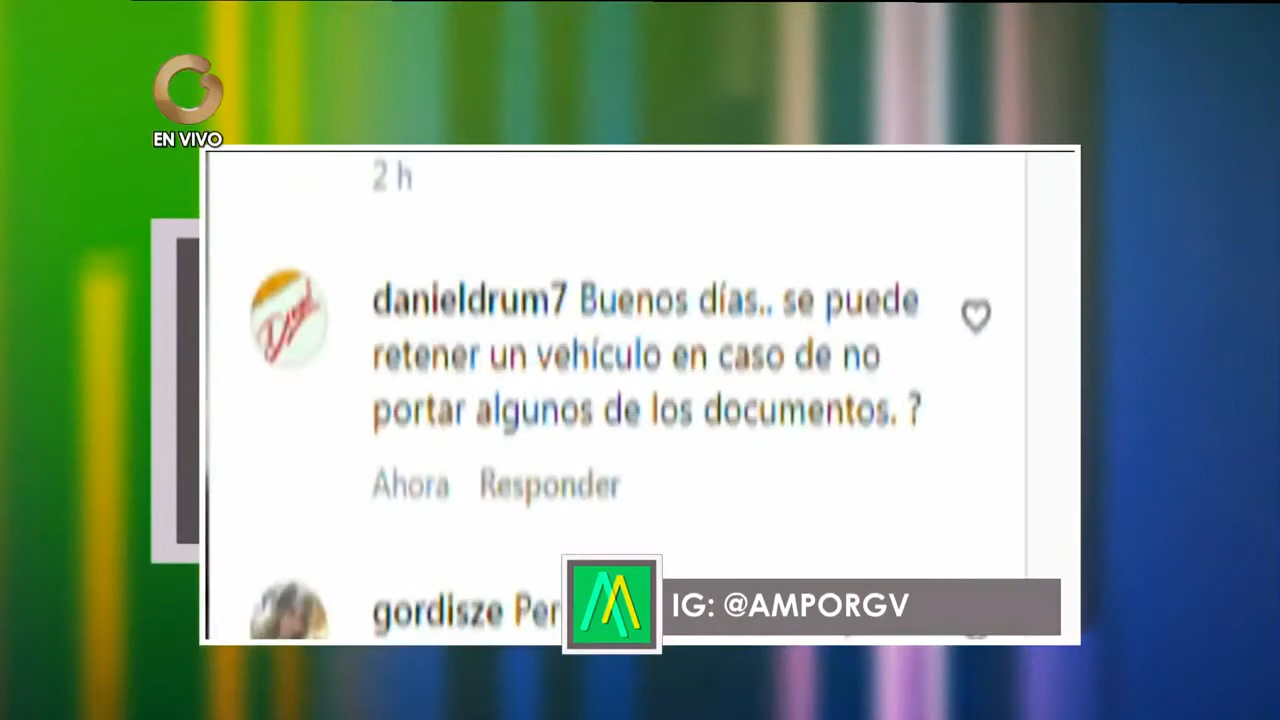 EN VIVO
2 h
danieldrum7 Buenos días.. se puede
retener un vehículo en caso de no
portar algunos de los documentos. ?
Ahora Responder
gordisze
IG: @AMPORGV